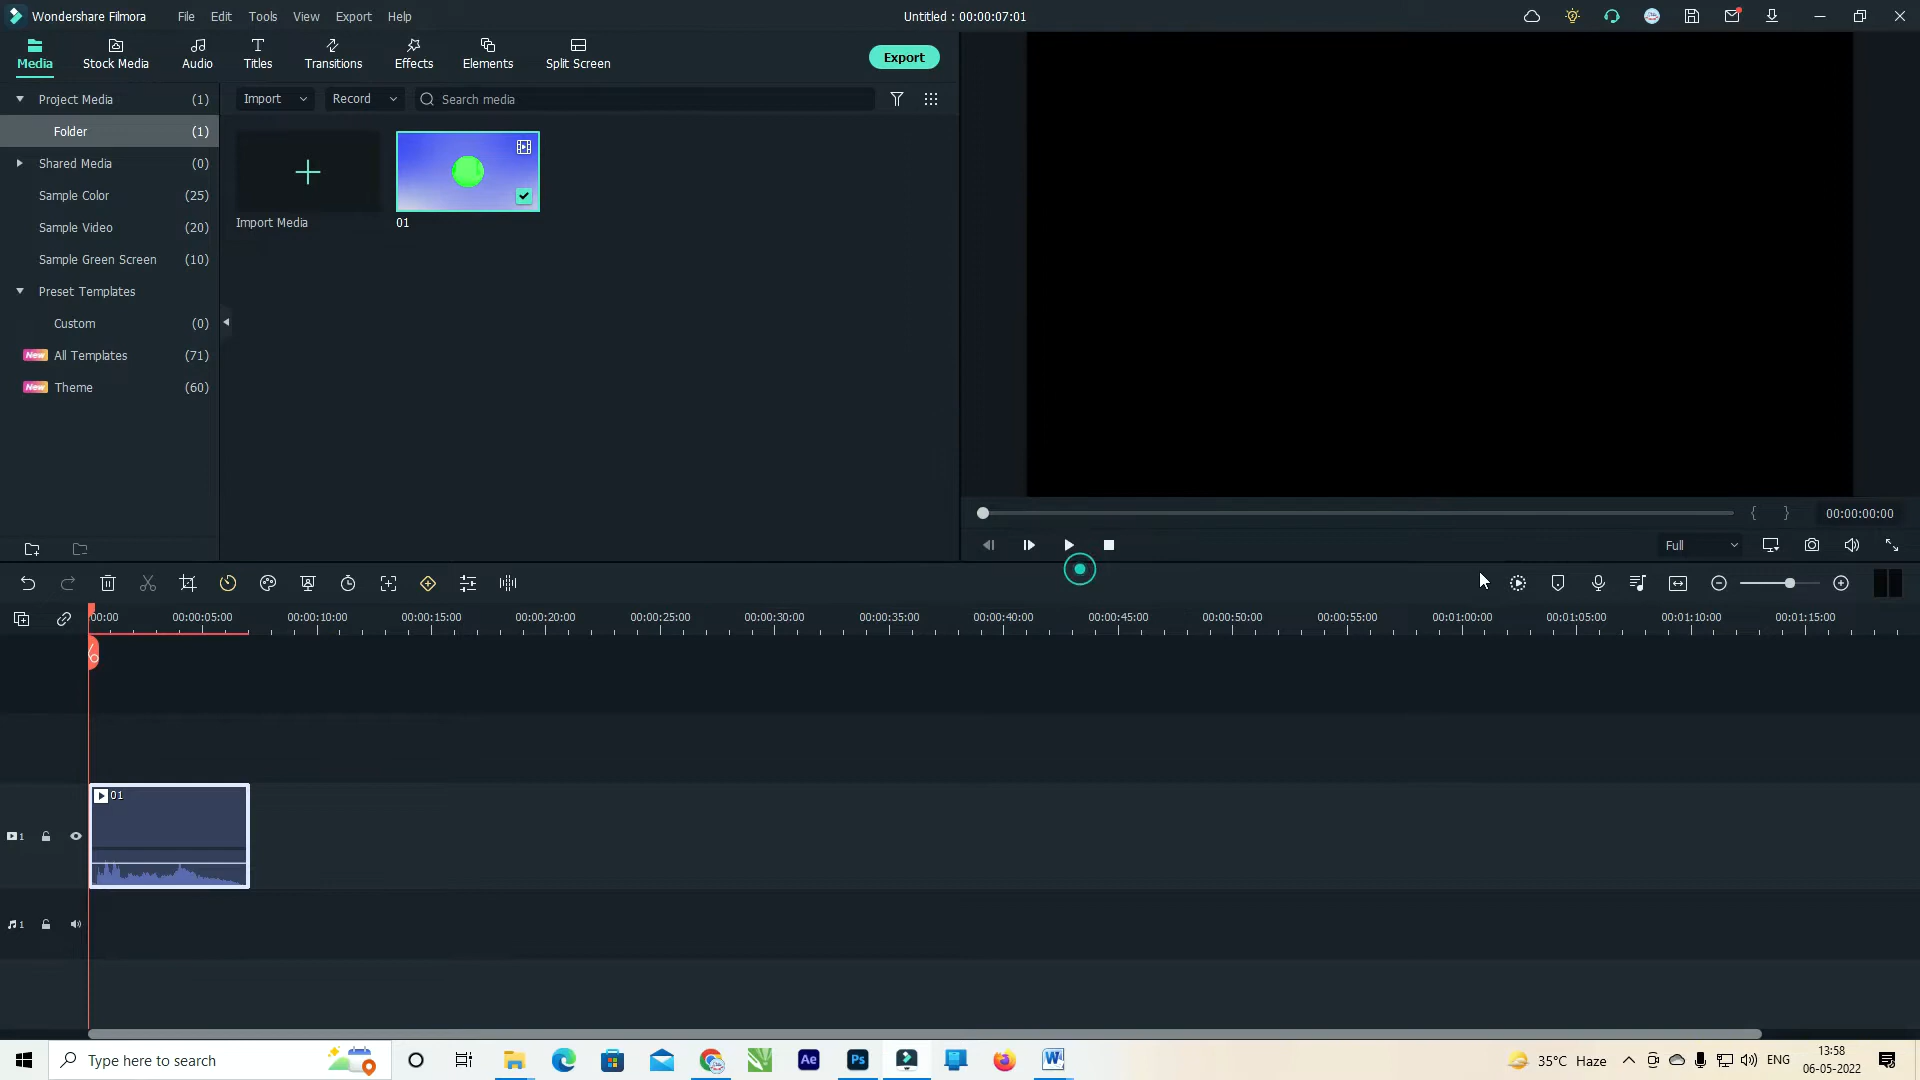 Wondershare Filmora File Edit Tools View Export Help Untitled : 00:00:07:01
Media Stock Media Audio Titles Transitions Effects Elements Split Screen Export
Project Media (1) Import Record Search media
Folder (1)
Shared Media (0)
Sample Color (25)
Sample Video (20)
Sample Green Screen (10)
Preset Templates
Custom (0)
New All Templates (71)
New Theme (60)
Import Media 01
{ } 00:00:00:00
Full
00:00 00:00:05:00 00:00:10:00 00:00:15:00 00:00:20:00 00:00:25:00 00:00:30:00 00:00:35:00 00:00:40:00 00:00:45:00 00:00:50:00 00:00:55:00 00:01:00:00 00:01:05:00 00:01:10:00 00:01:15:00
01
1
1
Type here to search Ae Ps W 35°C Haze ENG 13:58
06-05-2022